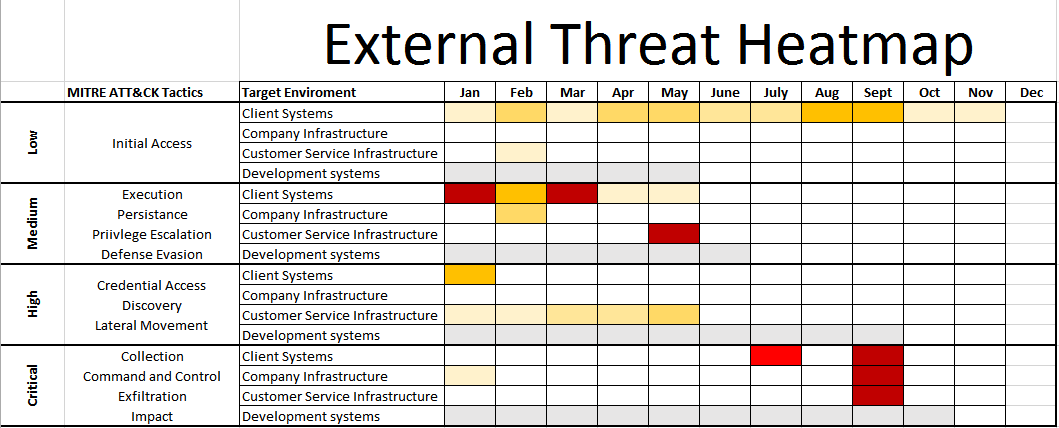 External Threat Heatmap
MITRE ATT&CK Tactics Target Enviroment Jan Feb Mar Apr May June July Aug Sept Oct Nov Dec
Low
Initial Access
Client Systems
Company Infrastructure
Customer Service Infrastructure
Development systems
Medium
Execution
Persistance
Priivlege Escalation
Defense Evasion
Client Systems
Company Infrastructure
Customer Service Infrastructure
Development systems
High
Credential Access
Discovery
Lateral Movement
Client Systems
Company Infrastructure
Customer Service Infrastructure
Development systems
Critical
Collection
Command and Control
Exfiltration
Impact
Client Systems
Company Infrastructure
Customer Service Infrastructure
Development systems